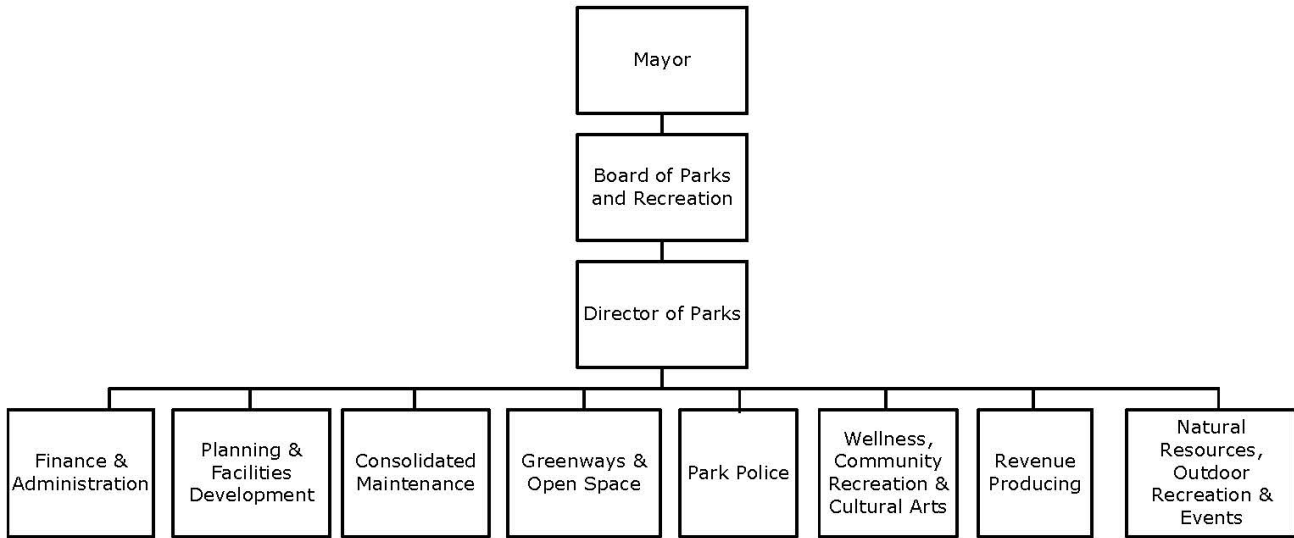 Mayor
Board of Parks
and Recreation
Director of Parks
Finance &
Administration
Planning &
Facilities
Development
Consolidated
Maintenance
Greenways &
Open Space
Park Police
Wellness,
Community
Recreation &
Cultural Arts
Revenue
Producing
Natural
Resources,
Outdoor
Recreation &
Events